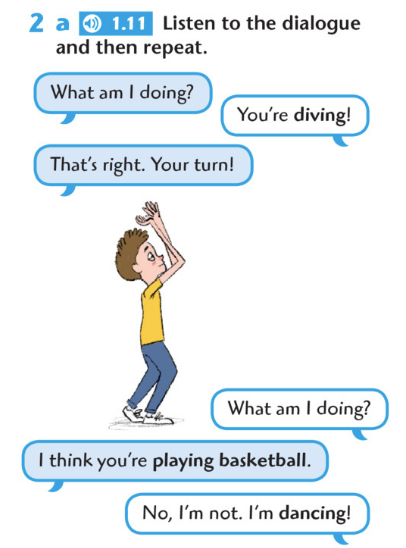 2 a 1.11 Listen to the dialogue
and then repeat.
What am I doing?
You're diving!
That's right. Your turn!
What am I doing?
I think you're playing basketball.
No, I'm not. I'm dancing!